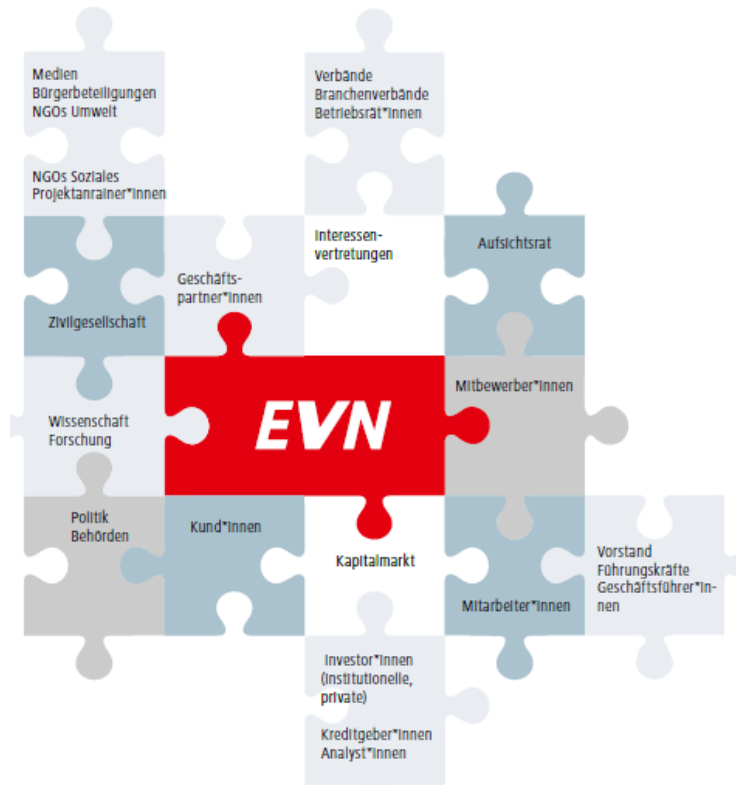 Medien
Bürgerbeteiligungen
NGOs Umwelt
NGOs Soziales
Projektanrainer*innen
Verbände
Branchenverbände
Betriebsrät*innen
Interessen-
vertretungen
Aufsichtsrat
Geschäfts-
partner*innen
Zivilgesellschaft
EVN
Mitbewerber*innen
Wissenschaft
Forschung
Politik
Behörden
Kund*innen
Kapitalmarkt
Mitarbeiter*innen
Vorstand
Führungskräfte
Geschäftsführer*in-
nen
Investor*innen
(institutionelle,
private)
Kreditgeber*innen
Analyst*innen